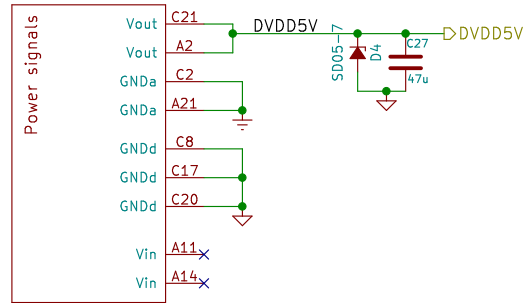 Power signals
Vout C21
Vout A2
GNDa C2
GNDa A21
GNDd C8
GNDd C17
GNDd C20
Vin A11
Vin A14
DVDD5V
SD05-7
D4
C27
47u
DVDD5V